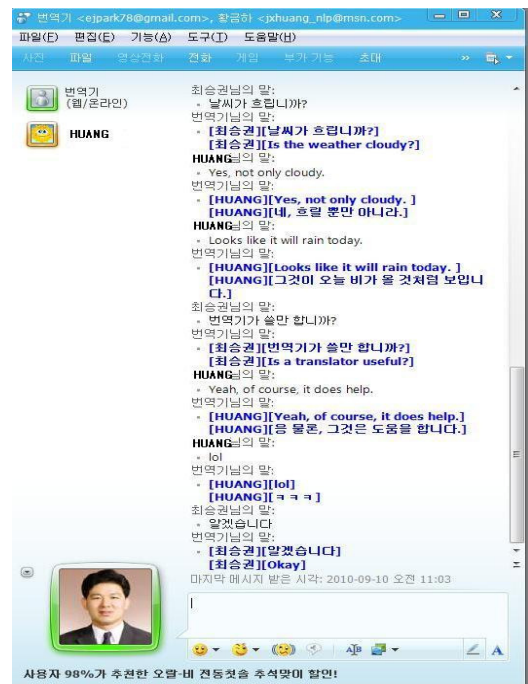 번역기 <ejpark78@gmail.com>, 황금하 <jxhuang_nlp@msn.com>
파일(F) 편집(E) 기능(A) 도구(T) 도움말(H)
사진 파일 영상전화 전화 게임 부가기능 초대 »
번역기
(웹/온라인)
HUANG
최승권님의 말:
날씨가 흐립니까?
번역기님의 말:
[최승권][날씨가 흐립니까?]
[최승권][Is the weather cloudy?]
HUANG님의 말:
Yes, not only cloudy.
번역기님의 말:
[HUANG][Yes, not only cloudy. ]
[HUANG][네, 흐릴 뿐만 아니라.]
HUANG님의 말:
Looks like it will rain today.
번역기님의 말:
[HUANG][Looks like it will rain today. ]
[HUANG][그것이 오늘 비가 올 것처럼 보입니
다.]
최승권님의 말:
번역기가 쓸만 합니까?
번역기님의 말:
[최승권][번역기가 쓸만 합니까?]
[최승권][Is a translator useful?]
HUANG님의 말:
Yeah, of course, it does help.
번역기님의 말:
[HUANG][Yeah, of course, it does help.]
[HUANG][응 물론, 그것은 도움을 합니다.]
HUANG님의 말:
lol
번역기님의 말:
[HUANG][lol]
[HUANG][ㅋㅋㅋ]
최승권님의 말:
알겠습니다
번역기님의 말:
[최승권][알겠습니다]
[최승권][Okay]
마지막 메시지 받은 시각: 2010-09-10 오전 11:03
사용자 98%가 추천한 오랄-비 전동칫솔 추석맞이 할인!